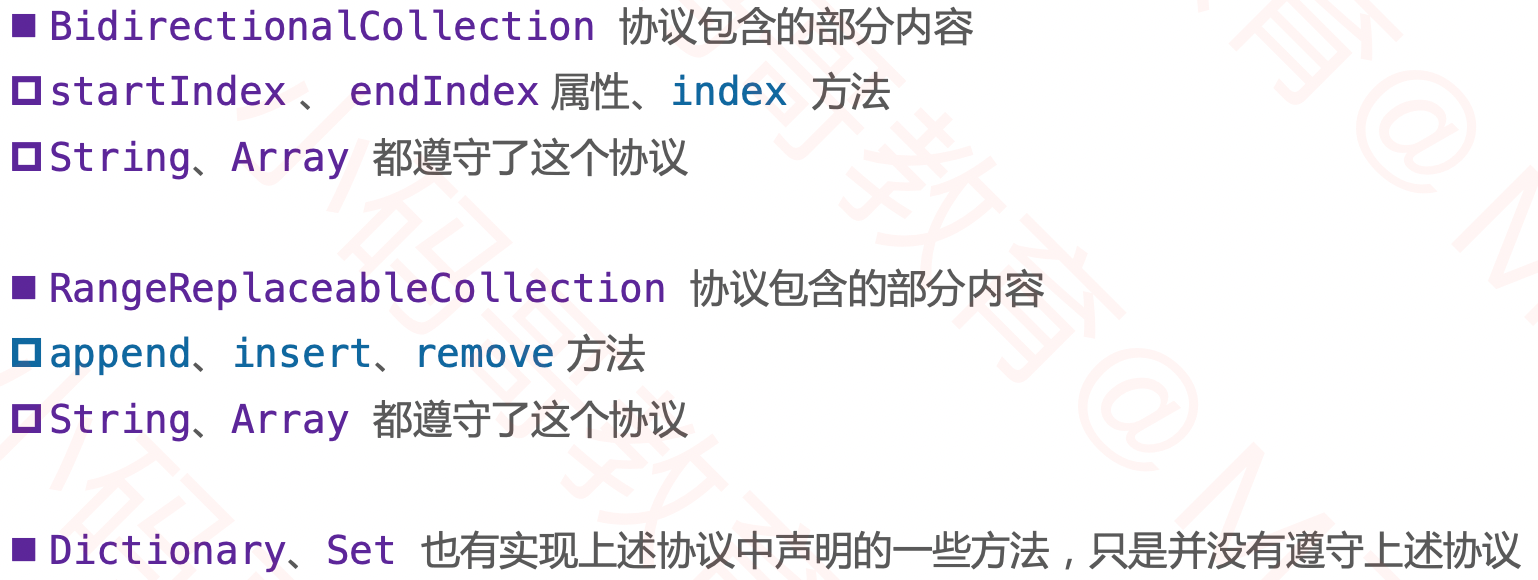 ■ BidirectionalCollection 协议包含的部分内容
startIndex 、 endIndex 属性、index 方法
String、Array 都遵守了这个协议
■ RangeReplaceableCollection 协议包含的部分内容
append、insert、remove 方法
String、Array 都遵守了这个协议
■ Dictionary、Set 也有实现上述协议中声明的一些方法，只是并没有遵守上述协议